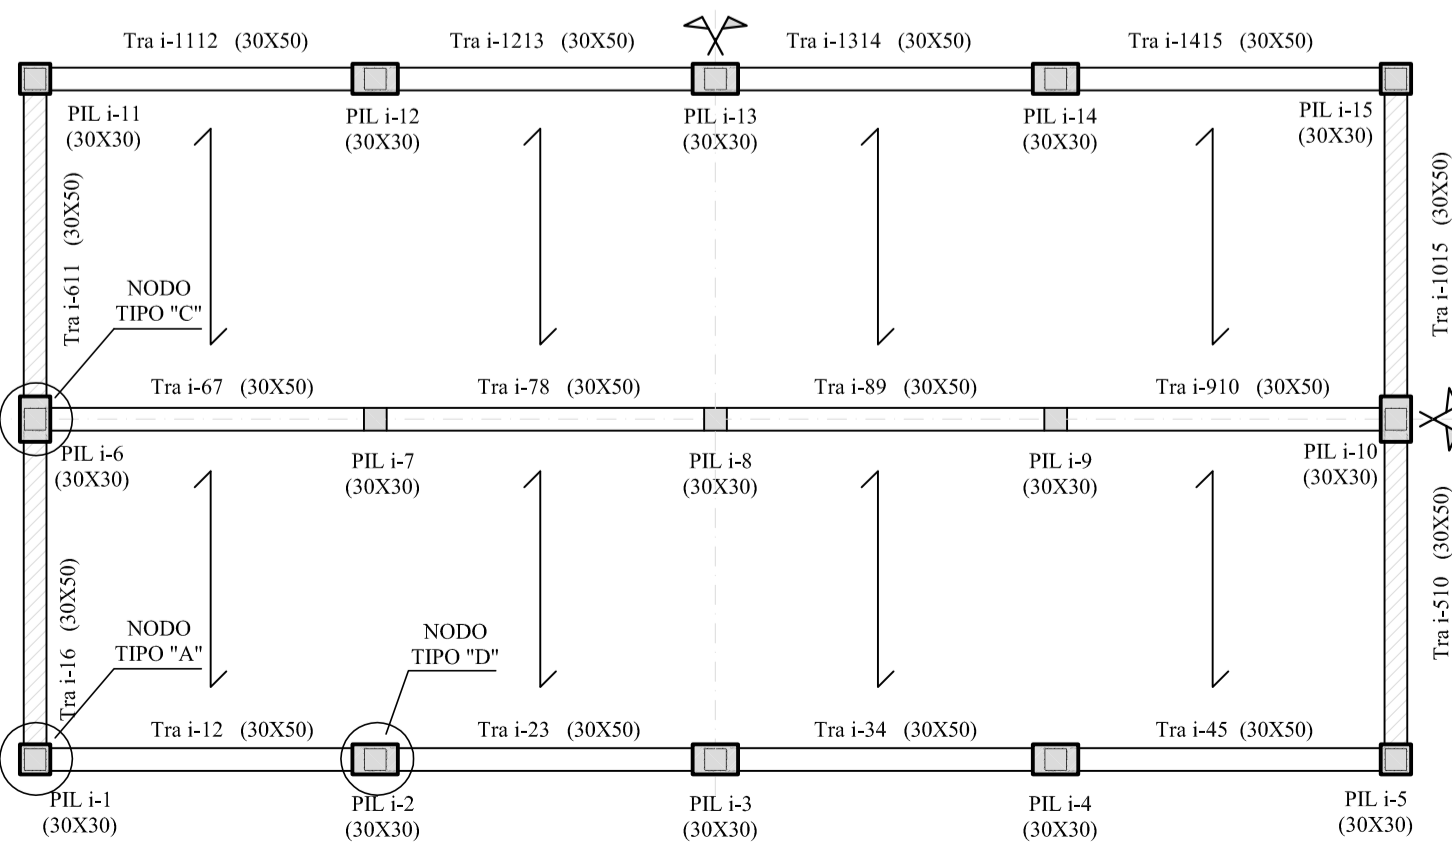 Tra i-1112 (30X50)
Tra i-1213 (30X50)
Tra i-1314 (30X50)
Tra i-1415 (30X50)
PIL i-11
(30X30)
PIL i-12
(30X30)
PIL i-13
(30X30)
PIL i-14
(30X30)
PIL i-15
(30X30)
Tra i-611 (30X50)
Tra i-1015 (30X50)
NODO
TIPO "C"
Tra i-67 (30X50)
Tra i-78 (30X50)
Tra i-89 (30X50)
Tra i-910 (30X50)
PIL i-6
(30X30)
PIL i-7
(30X30)
PIL i-8
(30X30)
PIL i-9
(30X30)
PIL i-10
(30X30)
Tra i-16 (30X50)
Tra i-510 (30X50)
NODO
TIPO "A"
NODO
TIPO "D"
Tra i-12 (30X50)
Tra i-23 (30X50)
Tra i-34 (30X50)
Tra i-45 (30X50)
PIL i-1
(30X30)
PIL i-2
(30X30)
PIL i-3
(30X30)
PIL i-4
(30X30)
PIL i-5
(30X30)